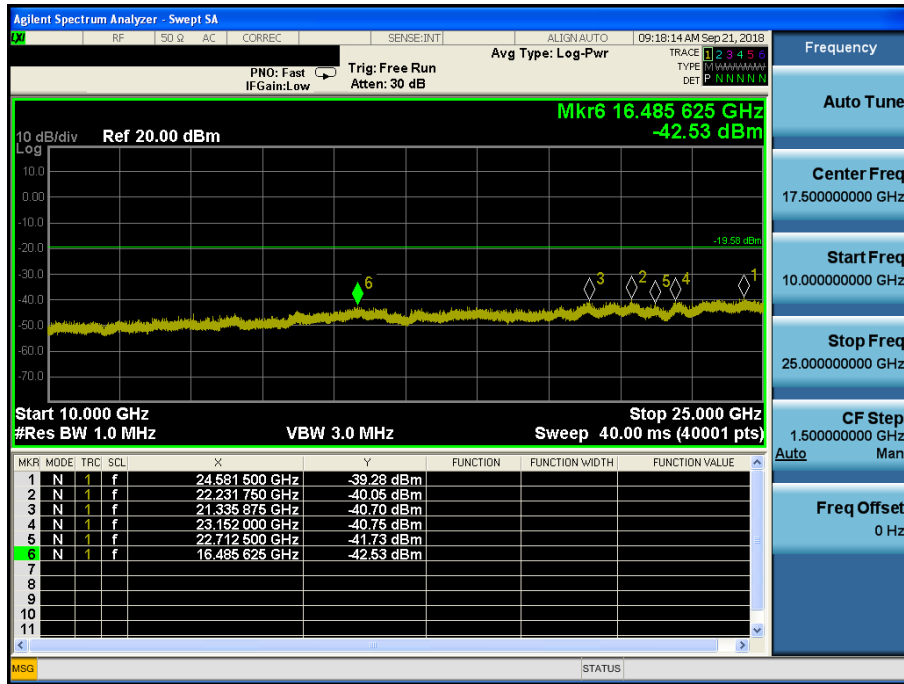 Agilent Spectrum Analyzer - Swept SA
LXI RF 50 Ω AC CORREC SENSE:INT ALIGN AUTO 09:18:14 AM Sep 21, 2018
Frequency
Avg Type: Log-Pwr
TRACE 1 2 3 4 5 6
PNO: Fast Trig: Free Run
TYPE M WWWWW
IFGain:Low Atten: 30 dB
DET P N N N N N
Auto Tune
Mkr6 16.485 625 GHz
-42.53 dBm
10 dB/div Ref 20.00 dBm
Log
10.0
0.00
-10.0
-20.0
-30.0
-40.0
-50.0
-60.0
-70.0
-19.58 dBm
6 3 2 5 4 1
Center Freq
17.500000000 GHz
Start Freq
10.000000000 GHz
Stop Freq
25.000000000 GHz
Start 10.000 GHz Stop 25.000 GHz
#Res BW 1.0 MHz VBW 3.0 MHz Sweep 40.00 ms (40001 pts)
CF Step
1.500000000 GHz
Auto Man
MKR MODE TRC SCL X Y FUNCTION FUNCTION WIDTH FUNCTION VALUE
1 N 1 f 24.581 500 GHz -39.28 dBm
2 N 1 f 22.231 750 GHz -40.05 dBm
3 N 1 f 21.335 875 GHz -40.70 dBm
4 N 1 f 23.152 000 GHz -40.75 dBm
5 N 1 f 22.712 500 GHz -41.73 dBm
6 N 1 f 16.485 625 GHz -42.53 dBm
7
8
9
10
11
Freq Offset
0 Hz
MSG STATUS